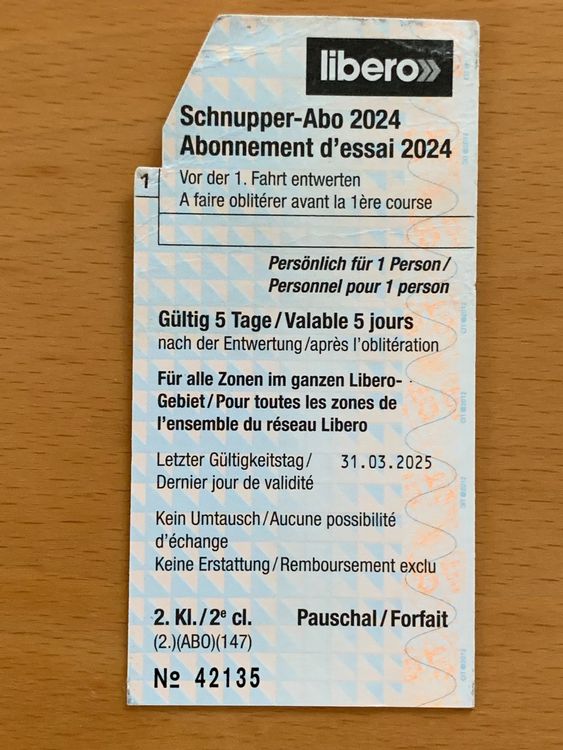 libero
Schnupper-Abo 2024
Abonnement d'essai 2024
1
Vor der 1. Fahrt entwerten
A faire oblitérer avant la 1ère course
Persönlich für 1 Person/
Personnel pour 1 person
Gültig 5 Tage/Valable 5 jours
nach der Entwertung/après l'oblitération
Für alle Zonen im ganzen Libero-
Gebiet/Pour toutes les zones de
l'ensemble du réseau Libero
Letzter Gültigkeitstag/ 31.03.2025
Dernier jour de validité
Kein Umtausch/Aucune possibilité
d'échange
Keine Erstattung/Remboursement exclu
2. Kl./2e cl. Pauschal/Forfait
(2.)(ABO)(147)
Nº 42135